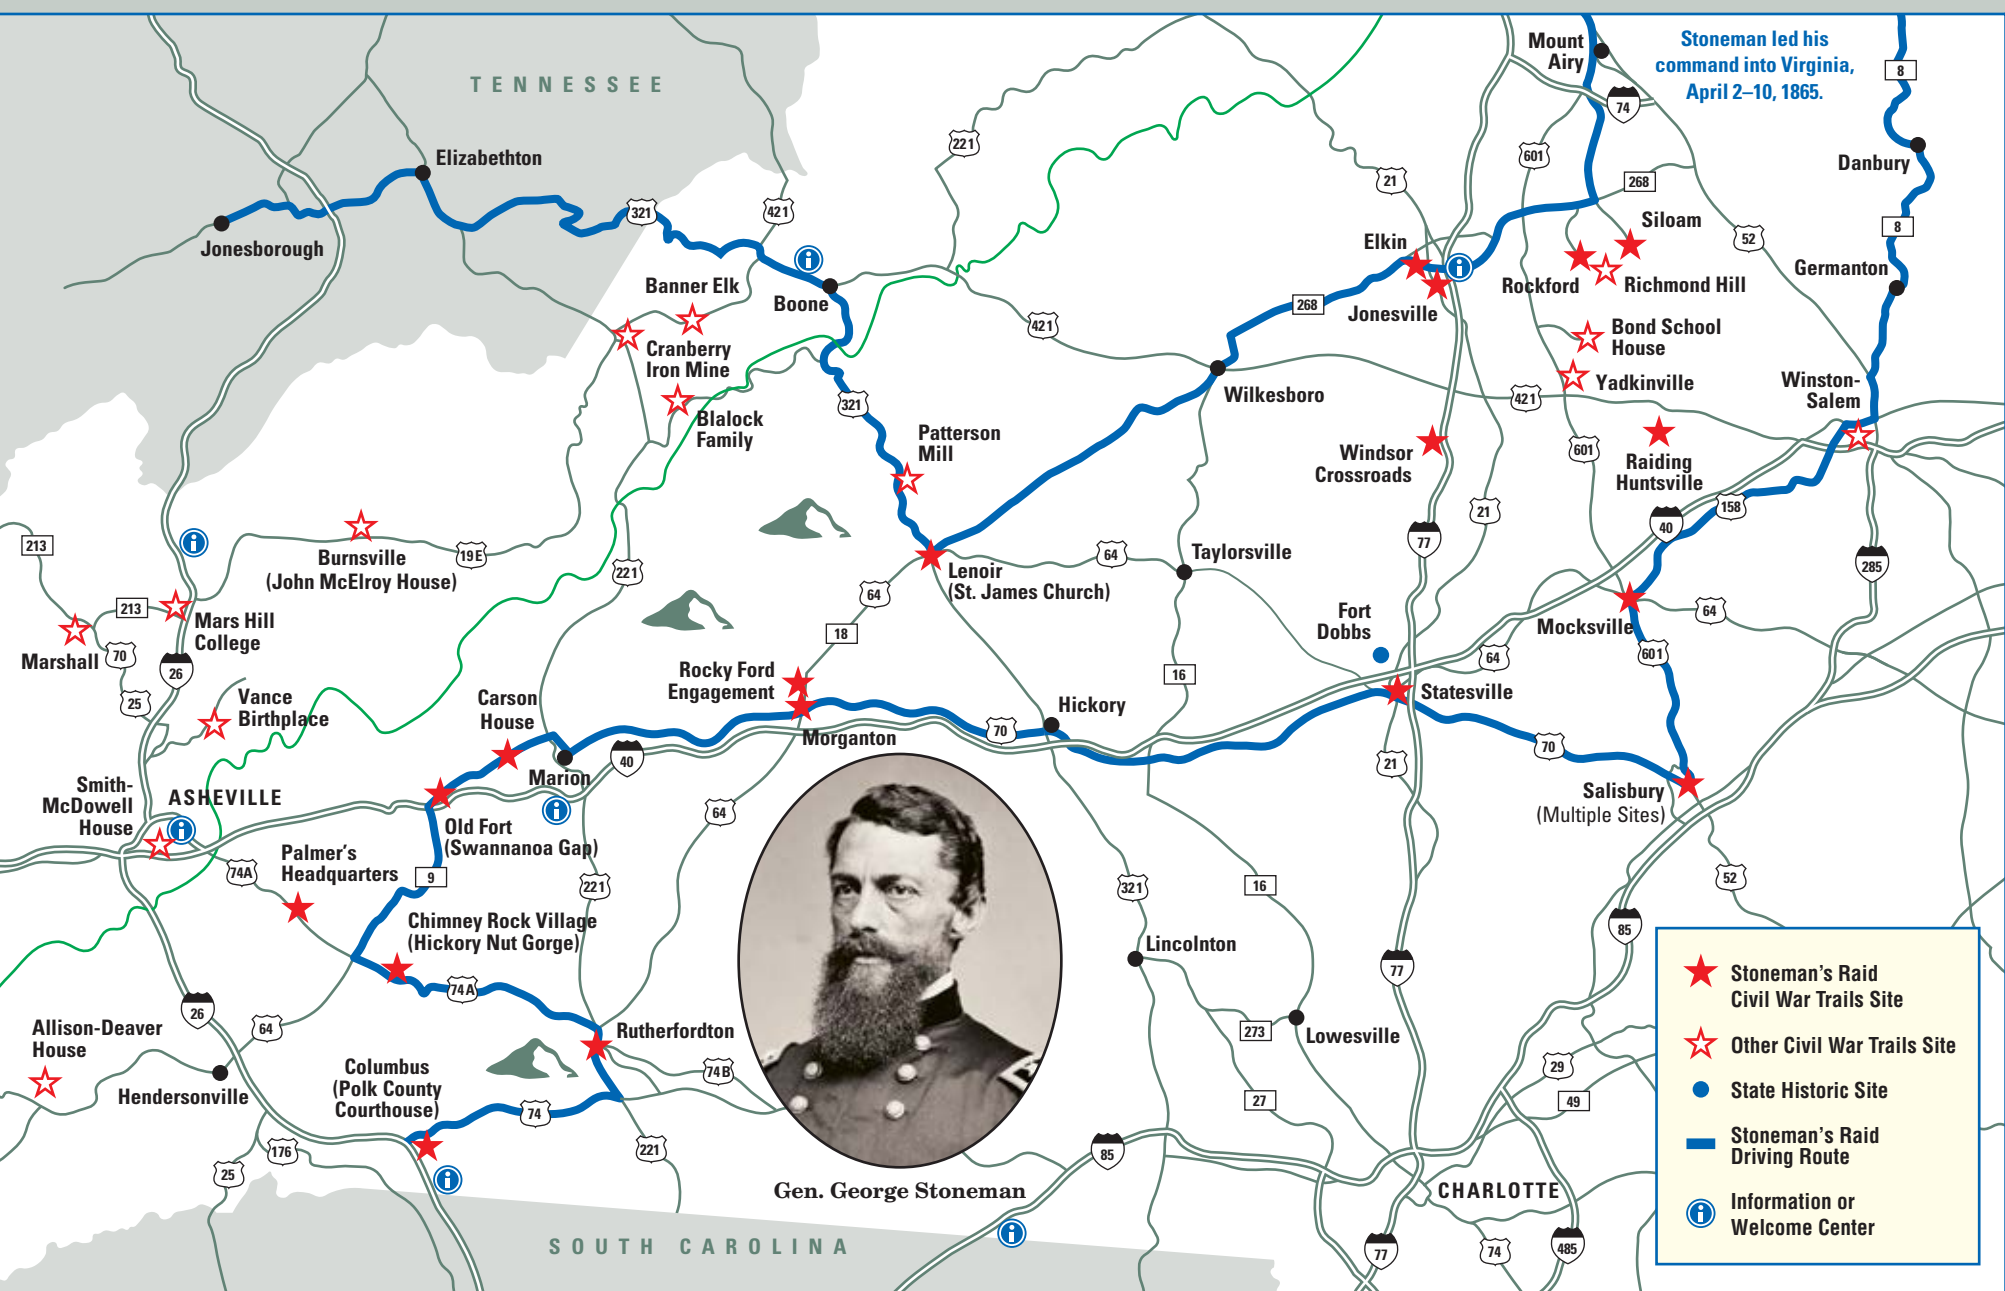 TENNESSEE
Stoneman led his
command into Virginia,
April 2–10, 1865.
Mount
Airy
74
8
Danbury
8
Germanton
Elizabethton
Jonesborough
321
421
221
21
601
268
52
Siloam
Elkin
Rockford
Richmond Hill
Jonesville
268
Banner Elk
Boone
Cranberry
Iron Mine
421
Bond School
House
Yadkinville
Winston-
Salem
Wilkesboro
421
321
Blalock
Family
Patterson
Mill
Windsor
Crossroads
601
Raiding
Huntsville
158
40
21
77
285
213
Burnsville
(John McElroy House)
19E
221
64
Taylorsville
Lenoir
(St. James Church)
64
18
213
Mars Hill
College
Marshall
70
26
25
Vance
Birthplace
Fort
Dobbs
Mocksville
64
601
64
16
Rocky Ford
Engagement
Carson
House
Statesville
Hickory
70
Morganton
70
21
Salisbury
(Multiple Sites)
Marion
40
Smith-
McDowell
House
ASHEVILLE
Old Fort
(Swannanoa Gap)
64
74A
Palmer's
Headquarters
9
221
321
16
52
85
Chimney Rock Village
(Hickory Nut Gorge)
74A
Lincolnton
77
26
64
Allison-Deaver
House
Hendersonville
Rutherfordton
273
Lowesville
74B
Columbus
(Polk County
Courthouse)
74
27
29
49
176
25
221
85
Gen. George Stoneman
CHARLOTTE
SOUTH CAROLINA
77
74
485
Stoneman's Raid
Civil War Trails Site
Other Civil War Trails Site
State Historic Site
Stoneman's Raid
Driving Route
Information or
Welcome Center